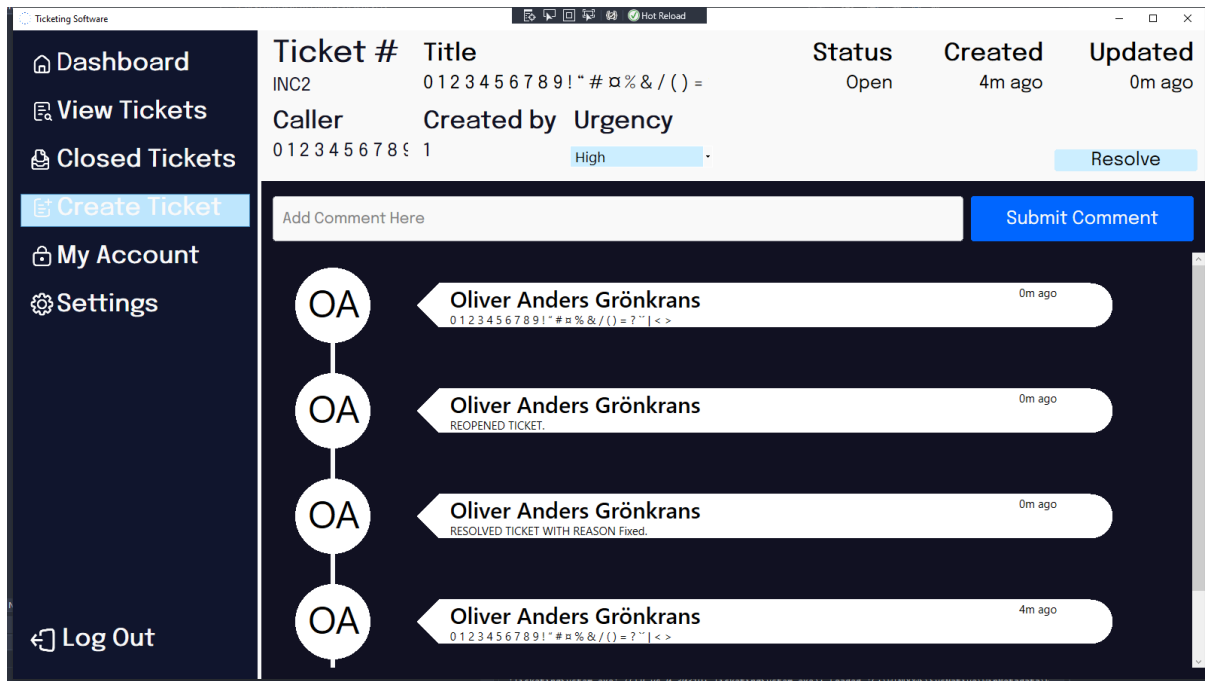 Ticketing Software
Hot Reload
Dashboard
View Tickets
Closed Tickets
Create Ticket
My Account
Settings
Log Out
Ticket # Title Status Created Updated
INC2 0 1 2 3 4 5 6 7 8 9 ! " # ¤ % & / ( ) = Open 4m ago 0m ago
Caller Created by Urgency
0 1 2 3 4 5 6 7 8 9 1 High Resolve
Add Comment Here Submit Comment
OA Oliver Anders Grönkrans 0m ago
0 1 2 3 4 5 6 7 8 9 ! " # ¤ % & / ( ) = ? ¨ ` | < >
OA Oliver Anders Grönkrans 0m ago
REOPENED TICKET.
OA Oliver Anders Grönkrans 0m ago
RESOLVED TICKET WITH REASON Fixed.
OA Oliver Anders Grönkrans 4m ago
0 1 2 3 4 5 6 7 8 9 ! " # ¤ % & / ( ) = ? ¨ ` | < >